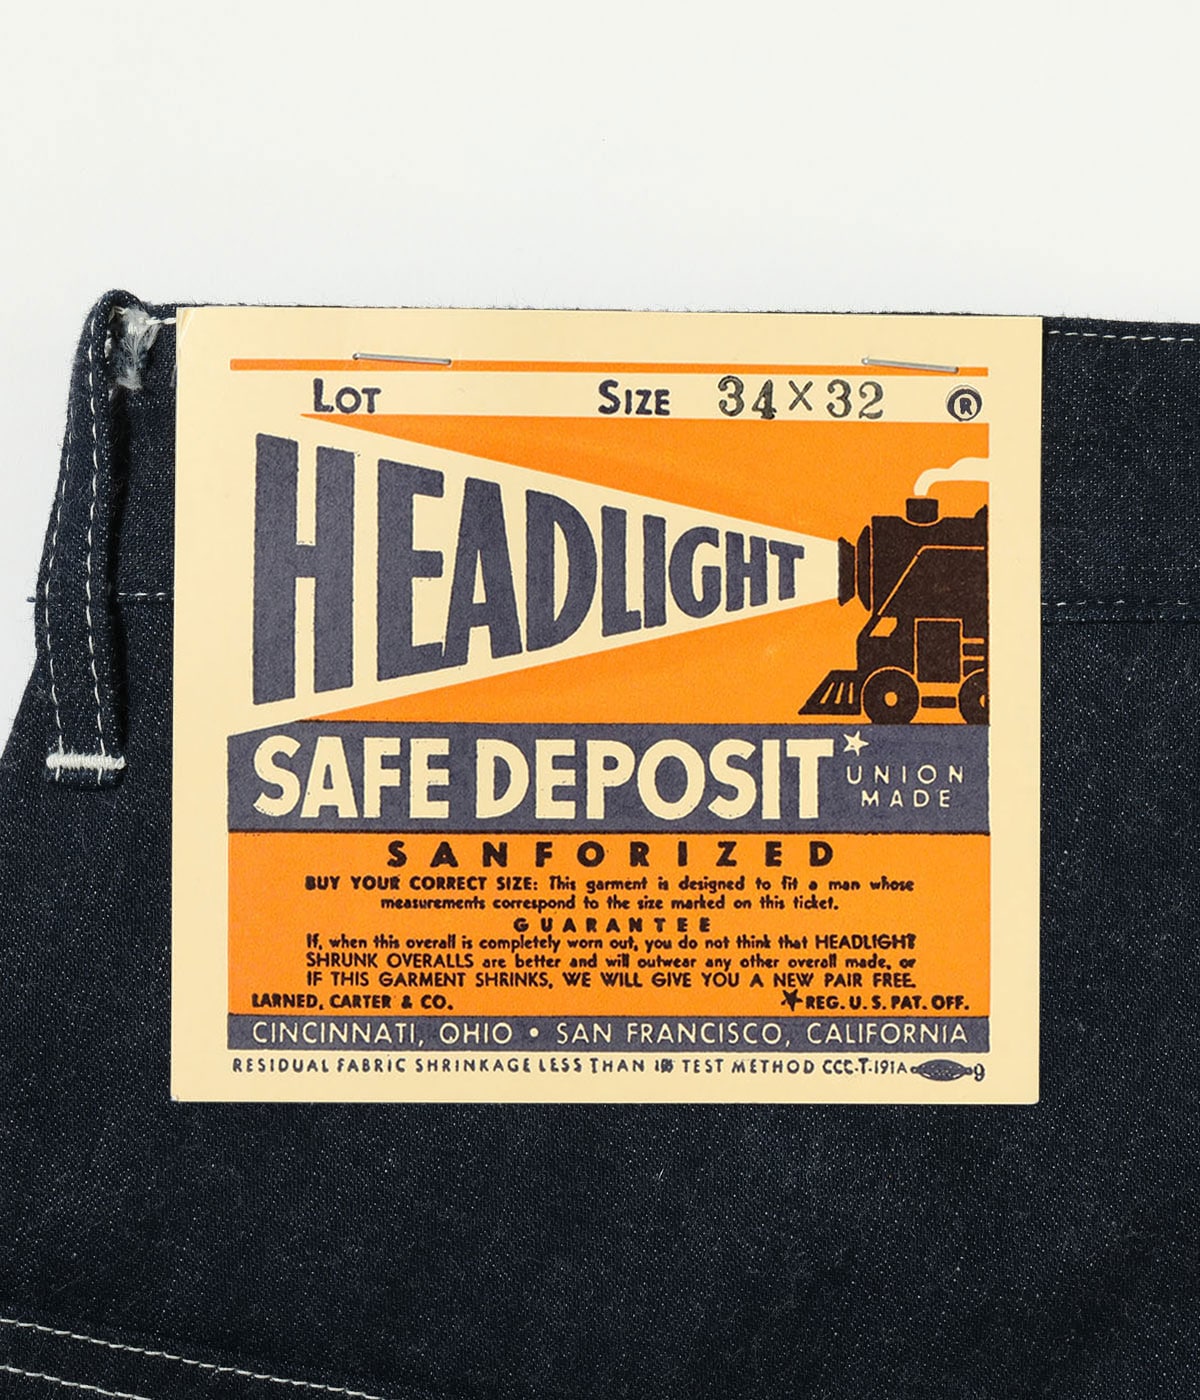 LOT SIZE 34×32 ®
HEADLIGHT
SAFE DEPOSIT
UNION
MADE
SANFORIZED
BUY YOUR CORRECT SIZE: This garment is designed to fit a man whose
measurements correspond to the size marked on this ticket.
GUARANTEE
If, when this overall is completely worn out, you do not think that HEADLIGHT
SHRUNK OVERALLS are better and will outwear any other overall made, or
IF THIS GARMENT SHRINKS, WE WILL GIVE YOU A NEW PAIR FREE.
LARNED, CARTER & CO. ★REG. U. S. PAT. OFF.
CINCINNATI, OHIO • SAN FRANCISCO, CALIFORNIA
RESIDUAL FABRIC SHRINKAGE LESS THAN TEST METHOD CCC-T-191A 9